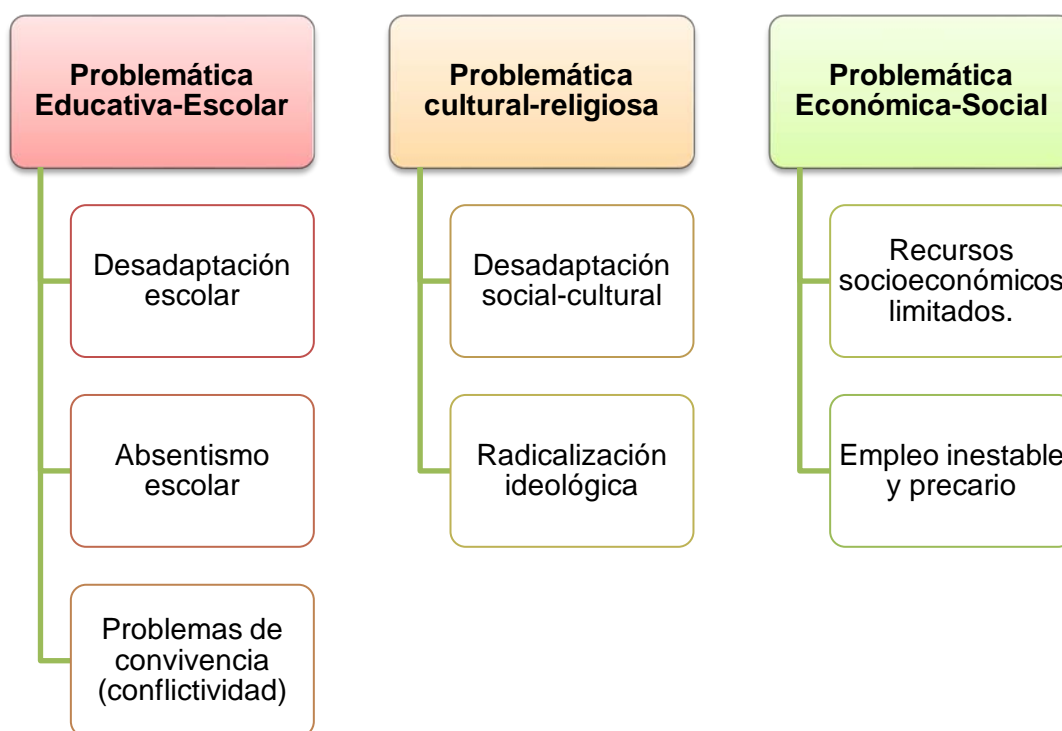 Problemática
Educativa-Escolar
Desadaptación
escolar
Absentismo
escolar
Problemas de
convivencia
(conflictividad)
Problemática
cultural-religiosa
Desadaptación
social-cultural
Radicalización
ideológica
Problemática
Económica-Social
Recursos
socioeconómicos
limitados.
Empleo inestable
y precario